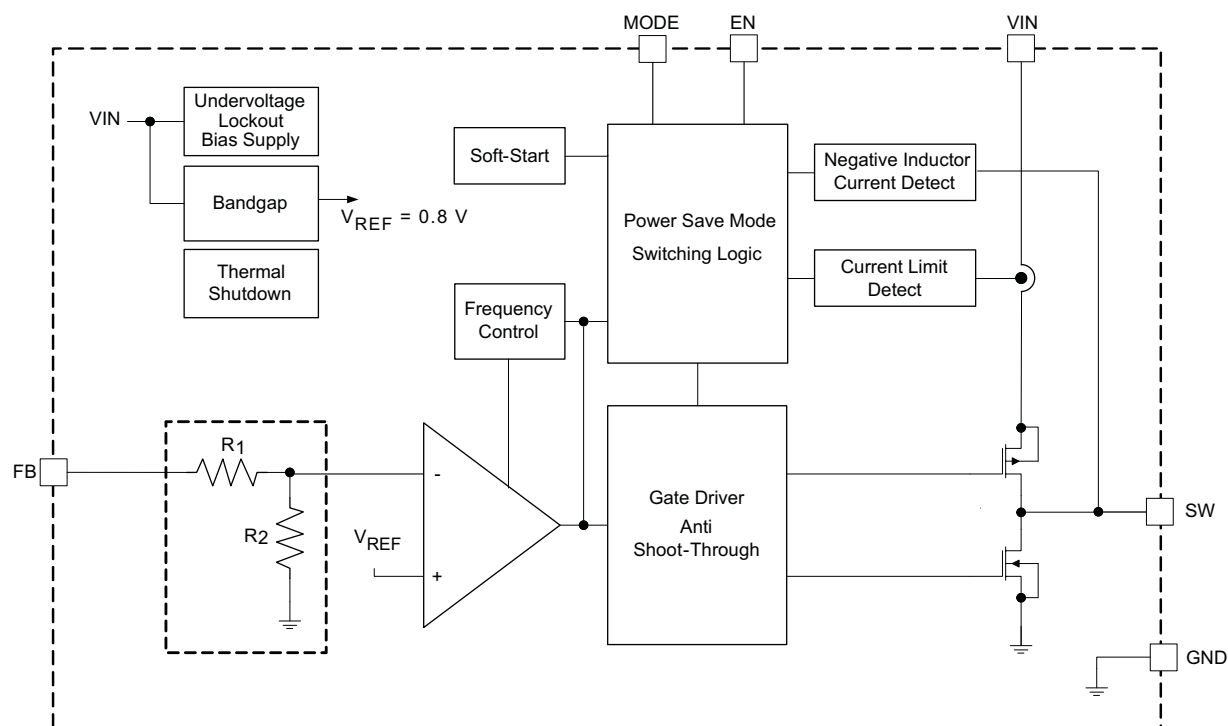 MODE
EN
VIN
VIN
Undervoltage
Lockout
Bias Supply
Bandgap
VREF = 0.8 V
Thermal
Shutdown
Soft-Start
Power Save Mode
Switching Logic
Negative Inductor
Current Detect
Current Limit
Detect
Frequency
Control
FB
R1
R2
VREF
-
+
Gate Driver
Anti
Shoot-Through
SW
GND